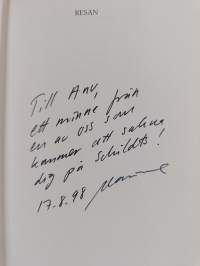 RESAN
Till Ann,
ett minne från
en av oss som
kommer att sakna
dig på Schildts!
17.8.98